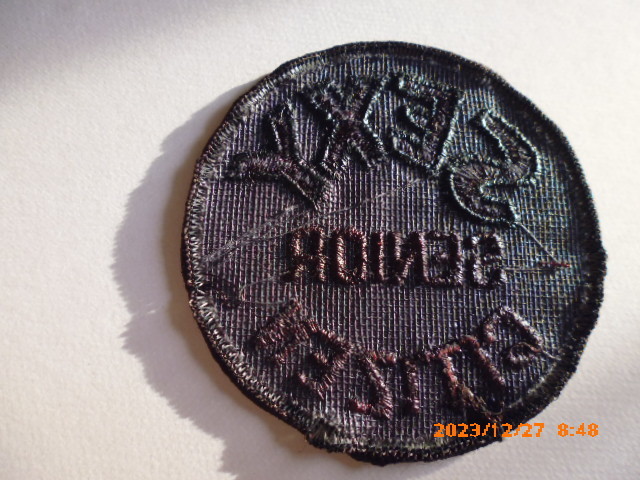 SEXY
SENIOR
CITIZEN
2023/12/27 8:48